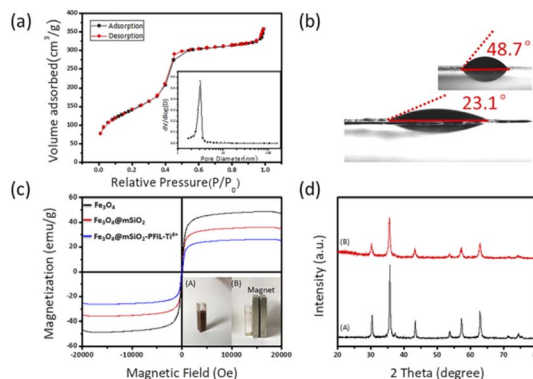 (a)
Adsorption
Desorption
Volume adsorbed(cm³/g)
400
350
300
250
200
150
100
50
0
0.0 0.2 0.4 0.6 0.8 1.0
Relative Pressure(P/P₀)
dV/dlog(D)
Pore Diameter(nm)
(b)
48.7°
23.1°
(c)
Fe₃O₄
Fe₃O₄@mSiO₂
Fe₃O₄@mSiO₂-PFIL-Ti⁴⁺
Magnetization (emu/g)
60
40
20
0
-20
-40
-60
-20000 -10000 0 10000 20000
Magnetic Field (Oe)
(A)
(B) Magnet
(d)
Intensity (a.u.)
(B)
(A)
20 30 40 50 60 70 80
2 Theta (degree)